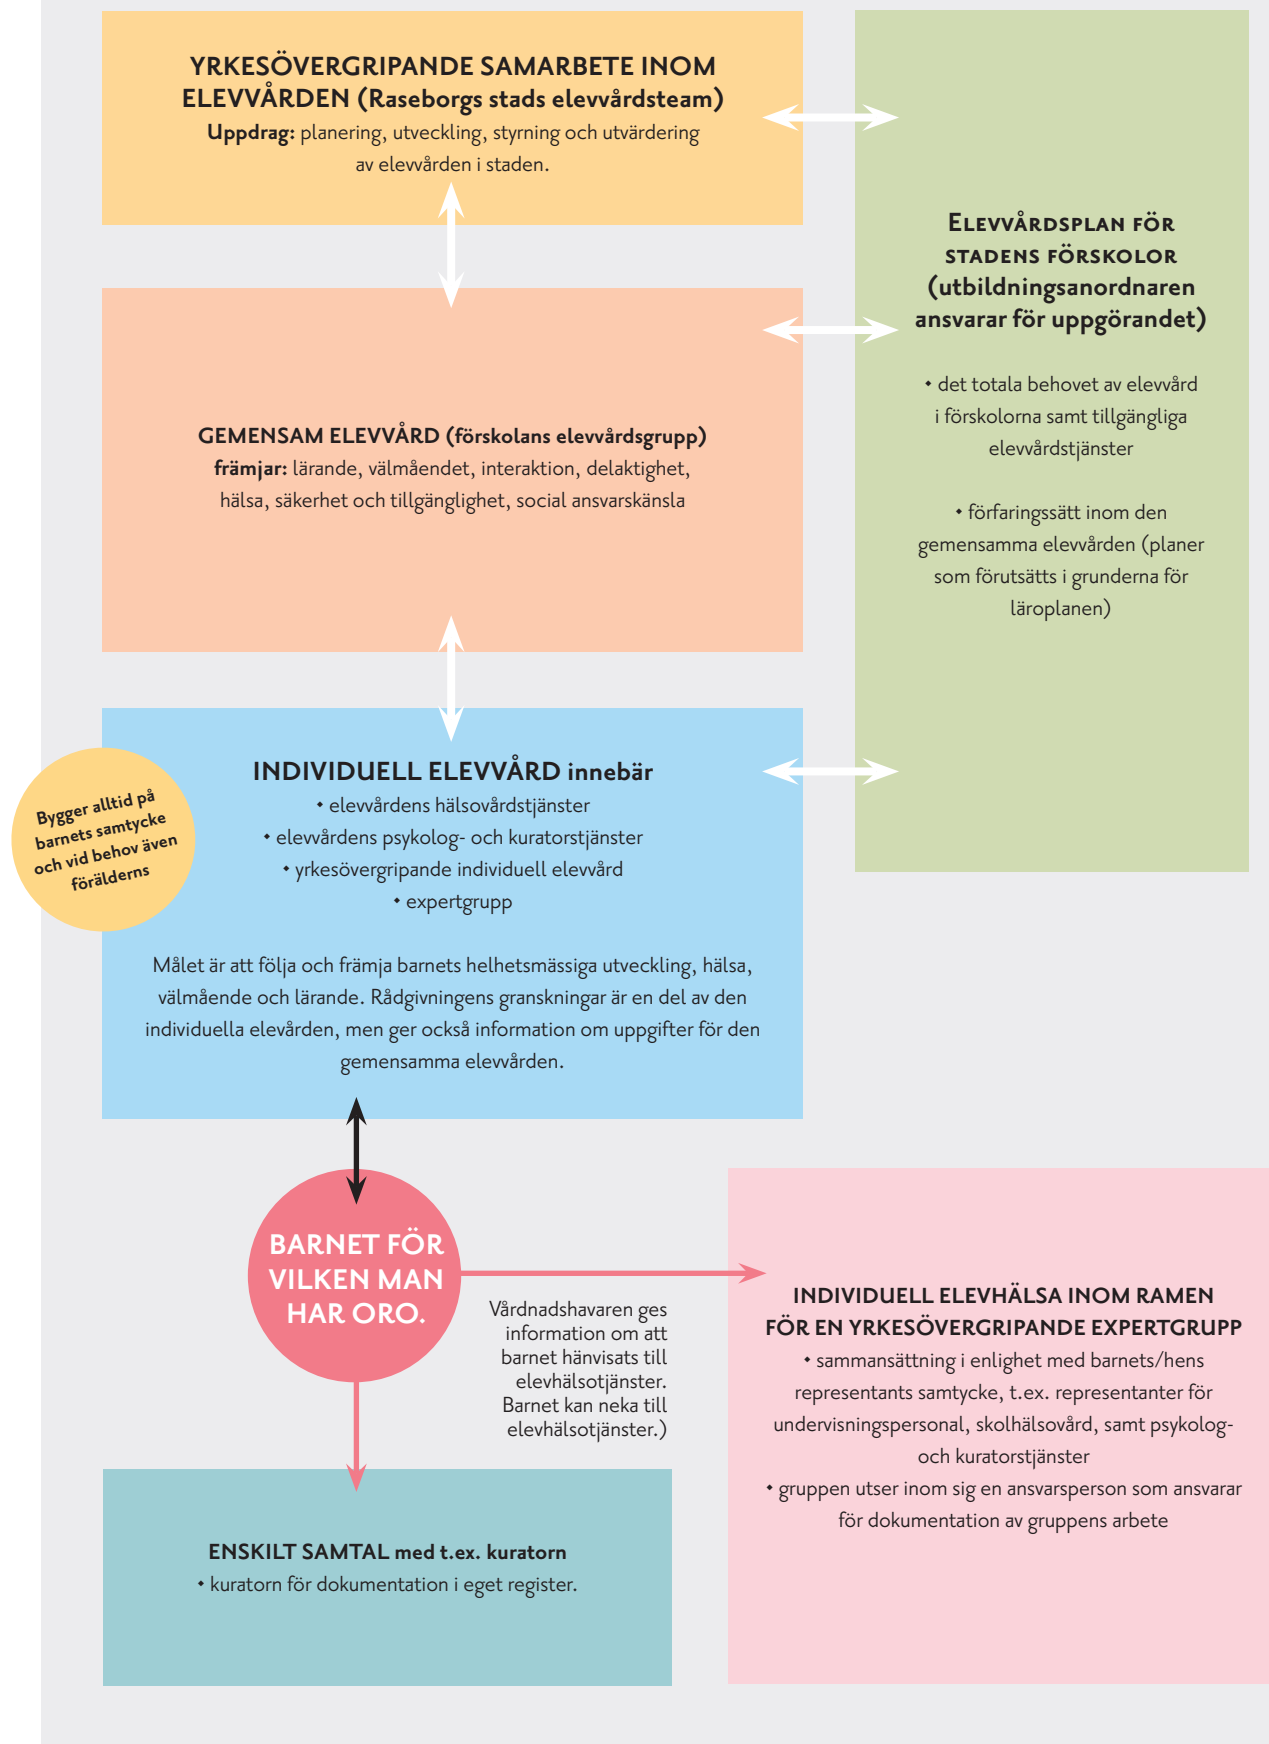 YRKESÖVERGRIPANDE SAMARBETE INOM
ELEVVÅRDEN (Raseborgs stads elevvårdsteam)
Uppdrag: planering, utveckling, styrning och utvärdering
av elevvården i staden.
ELEVVÅRDSPLAN FÖR
STADENS FÖRSKOLOR
(utbildningsanordnaren
ansvarar för uppgörandet)
• det totala behovet av elevvård
i förskolorna samt tillgängliga
elevvårdstjänster
• förfaringssätt inom den
gemensamma elevvården (planer
som förutsätts i grunderna för
läroplanen)
GEMENSAM ELEVVÅRD (förskolans elevvårdsgrupp)
främjar: lärande, välmåendet, interaktion, delaktighet,
hälsa, säkerhet och tillgänglighet, social ansvarskänsla
Bygger alltid på
barnets samtycke
och vid behov även
förälderns
INDIVIDUELL ELEVVÅRD innebär
• elevvårdens hälsovårdstjänster
• elevvårdens psykolog- och kuratorstjänster
• yrkesövergripande individuell elevvård
• expertgrupp
Målet är att följa och främja barnets helhetsmässiga utveckling, hälsa,
välmående och lärande. Rådgivningens granskningar är en del av den
individuella elevården, men ger också information om uppgifter för den
gemensamma elevvården.
BARNET FÖR
VILKEN MAN
HAR ORO.
Vårdnadshavaren ges
information om att
barnet hänvisats till
elevhälsotjänster.
Barnet kan neka till
elevhälsotjänster.)
INDIVIDUELL ELEVHÄLSA INOM RAMEN
FÖR EN YRKESÖVERGRIPANDE EXPERTGRUPP
• sammansättning i enlighet med barnets/hens
representants samtycke, t.ex. representanter för
undervisningspersonal, skolhälsovård, samt psykolog-
och kuratorstjänster
• gruppen utser inom sig en ansvarsperson som ansvarar
för dokumentation av gruppens arbete
ENSKILT SAMTAL med t.ex. kuratorn
• kuratorn för dokumentation i eget register.